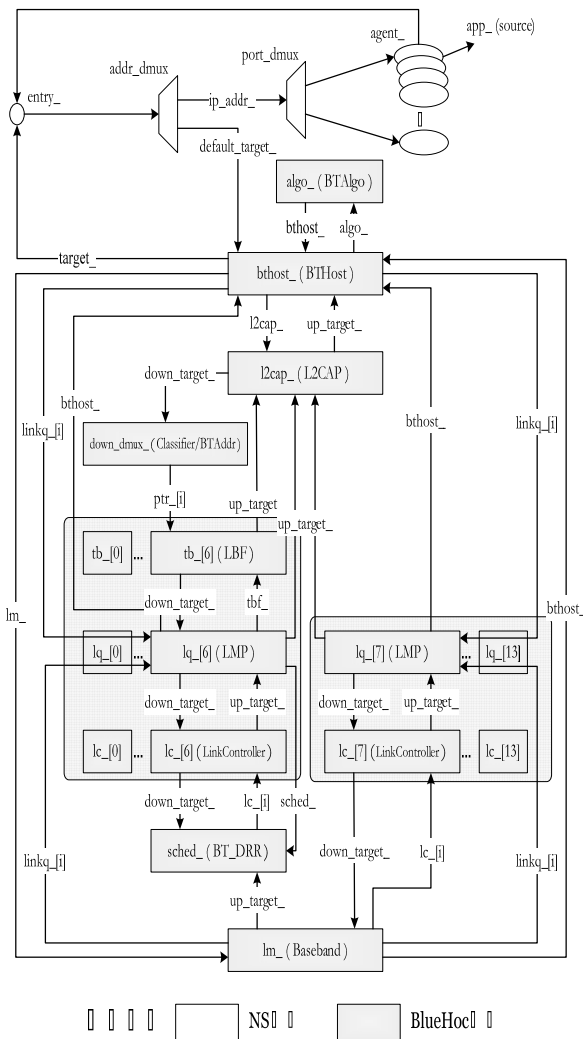 app_ (source)
agent_
port_dmux
addr_dmux
entry_
ip_addr_
default_target_
algo_ ( BTAlgo)
bthost_
algo_
target_
bthost_ (BTHost)
l2cap_
up_target_
down_target_
l2cap_ ( L2CAP)
bthost_
bthost_
linkq_[i]
linkq_[i]
down_dmux_(Classifier/BTAddr)
ptr_[i]
up_target
up_target_
tb_[0]
...
tb_[6] ( LBF)
down_target_
tbf_
lm_
bthost_
lq_[0]
...
lq_[6] ( LMP)
lq_[7] ( LMP)
...
lq_[13]
down_target_
up_target_
down_target_
up_target_
lc_[0]
...
lc_[6] ( LinkController)
lc_[7] (LinkController)
...
lc_[13]
down_target_
lc_[i]
sched_
sched_ ( BT_DRR)
down_target_
lc_[i]
linkq_[i]
linkq_[i]
up_target_
lm_ ( Baseband)
NS
BlueHoc